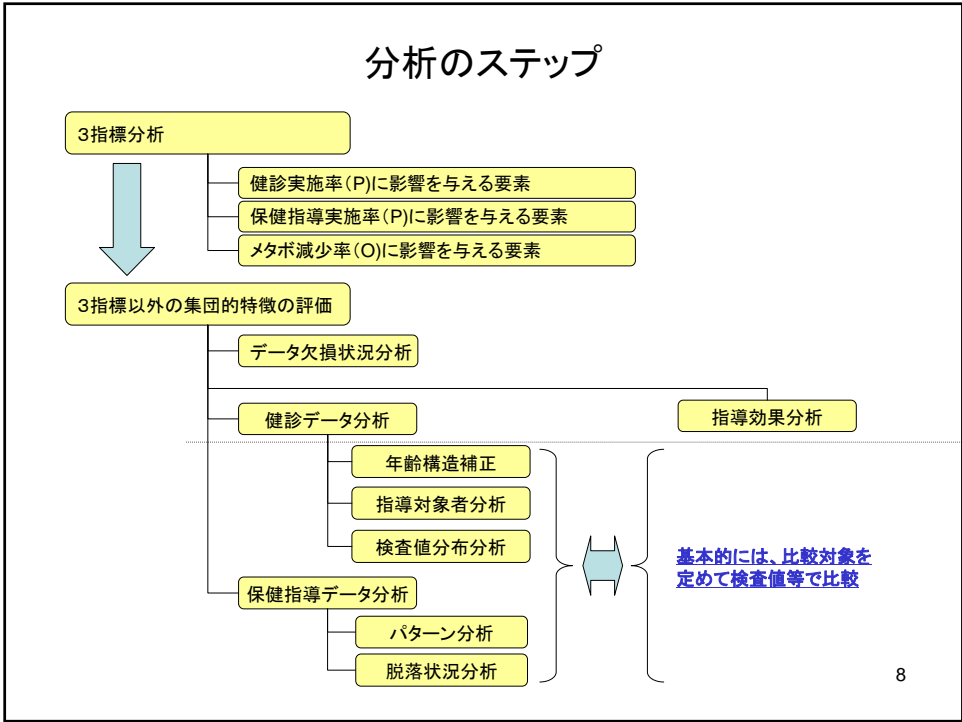 分析のステップ
3指標分析
健診実施率(P)に影響を与える要素
保健指導実施率(P)に影響を与える要素
メタボ減少率(O)に影響を与える要素
3指標以外の集団的特徴の評価
データ欠損状況分析
健診データ分析
指導効果分析
年齢構造補正
指導対象者分析
検査値分布分析
基本的には、比較対象を
定めて検査値等で比較
保健指導データ分析
パターン分析
脱落状況分析
8